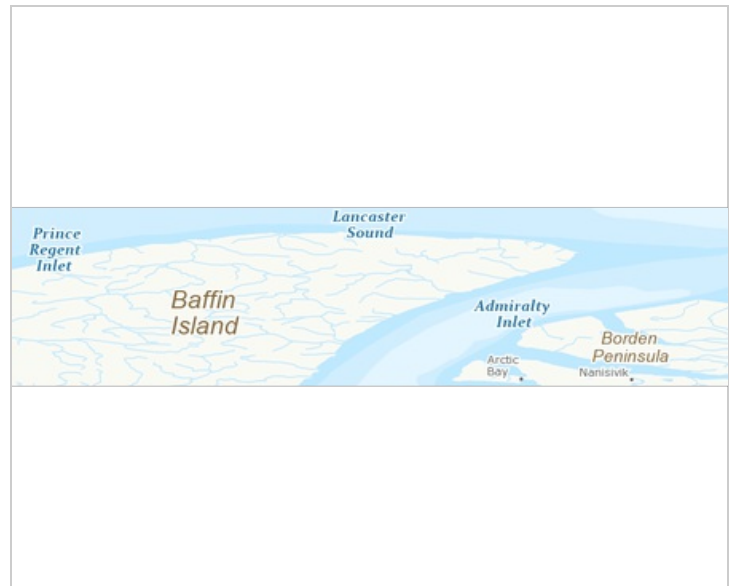 Lancaster
Sound
Prince
Regent
Inlet
Baffin
Island
Admiralty
Inlet
Borden
Peninsula
Arctic
Bay
Nanisivik